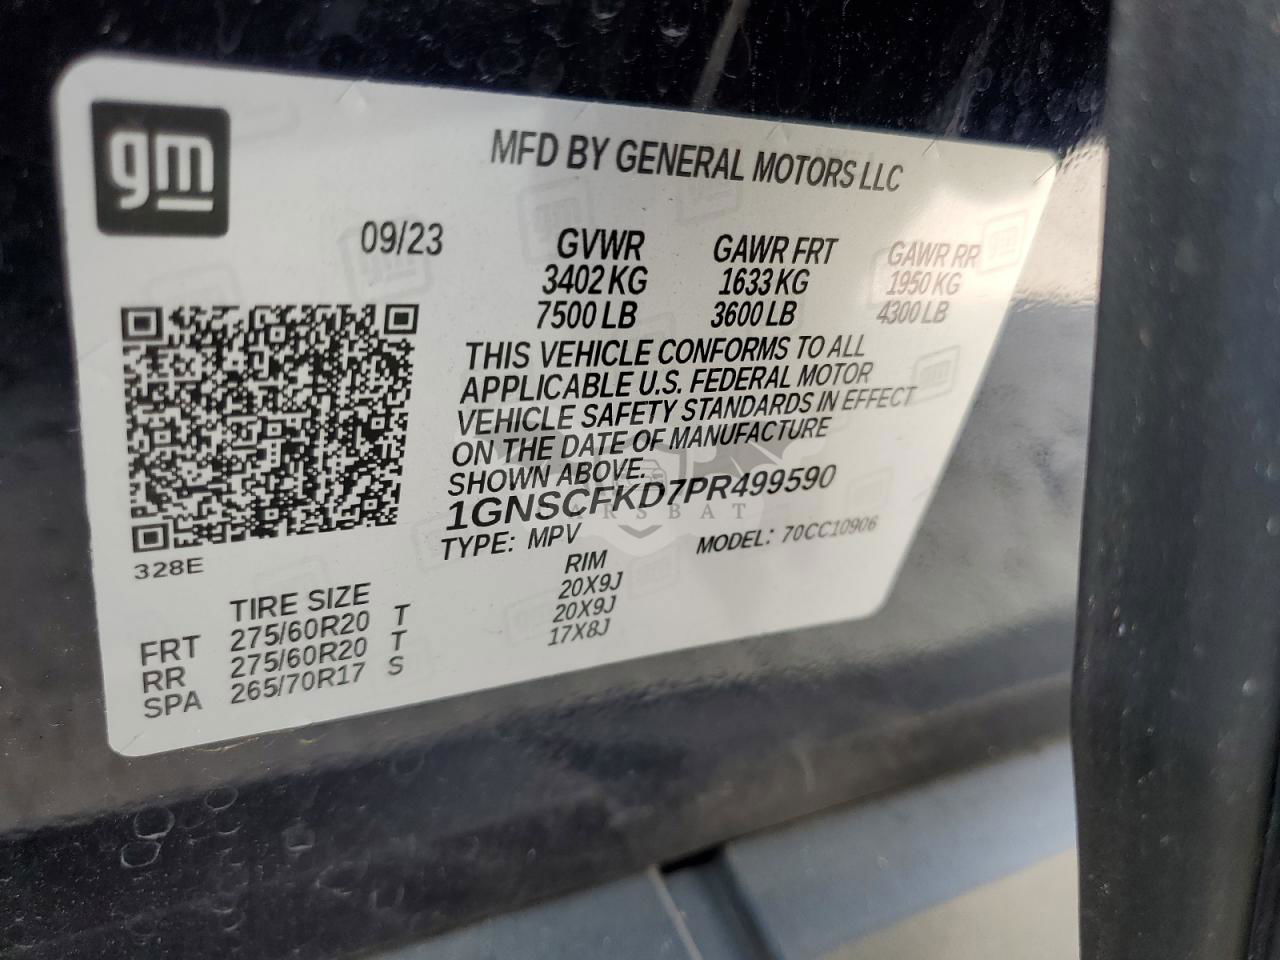 gm
MFD BY GENERAL MOTORS LLC
09/23 GVWR GAWR FRT GAWR RR
3402 KG 1633 KG 1950 KG
7500 LB 3600 LB 4300 LB
THIS VEHICLE CONFORMS TO ALL
APPLICABLE U.S. FEDERAL MOTOR
VEHICLE SAFETY STANDARDS IN EFFECT
ON THE DATE OF MANUFACTURE
SHOWN ABOVE.
1GNSCFKD7PR499590
TYPE: MPV MODEL: 70CC10906
328E
TIRE SIZE RIM
FRT 275/60R20 T 20X9J
RR 275/60R20 T 20X9J
SPA 265/70R17 S 17X8J